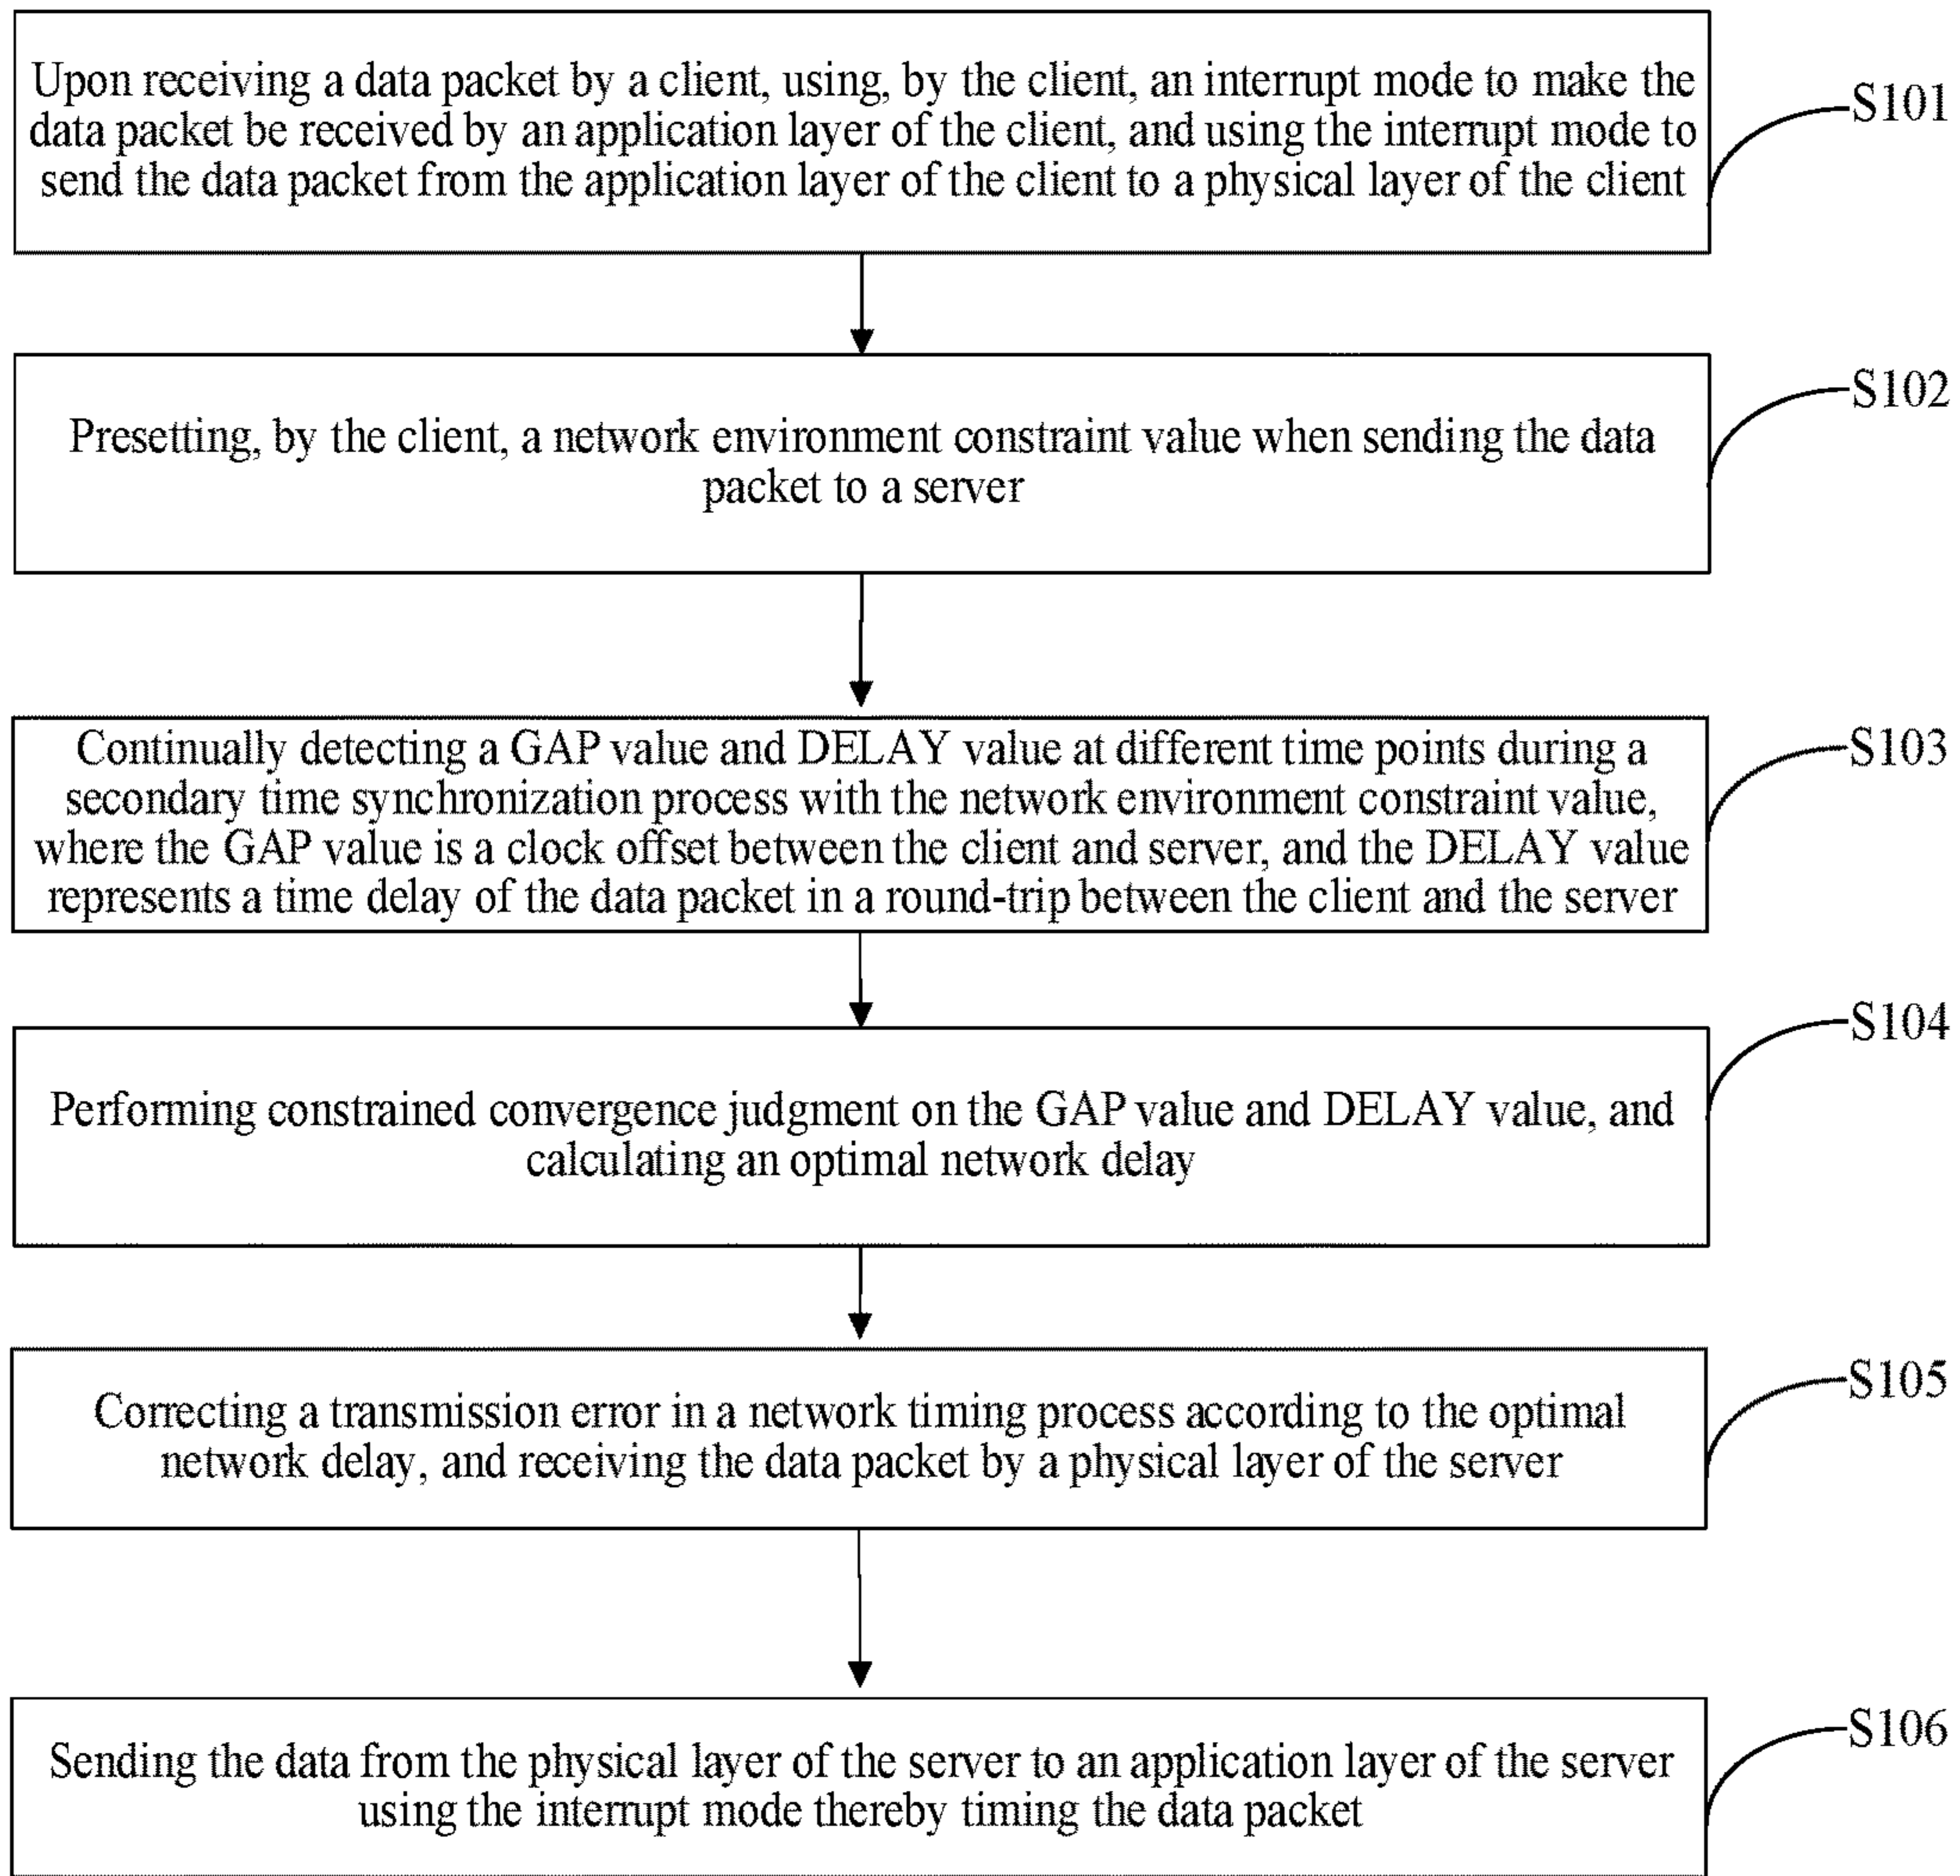 Upon receiving a data packet by a client, using, by the client, an interrupt mode to make the
data packet be received by an application layer of the client, and using the interrupt mode to
send the data packet from the application layer of the client to a physical layer of the client
S101
Presetting, by the client, a network environment constraint value when sending the data
packet to a server
S102
Continually detecting a GAP value and DELAY value at different time points during a
secondary time synchronization process with the network environment constraint value,
where the GAP value is a clock offset between the client and server, and the DELAY value
represents a time delay of the data packet in a round-trip between the client and the server
S103
Performing constrained convergence judgment on the GAP value and DELAY value, and
calculating an optimal network delay
S104
Correcting a transmission error in a network timing process according to the optimal
network delay, and receiving the data packet by a physical layer of the server
S105
Sending the data from the physical layer of the server to an application layer of the server
using the interrupt mode thereby timing the data packet
S106